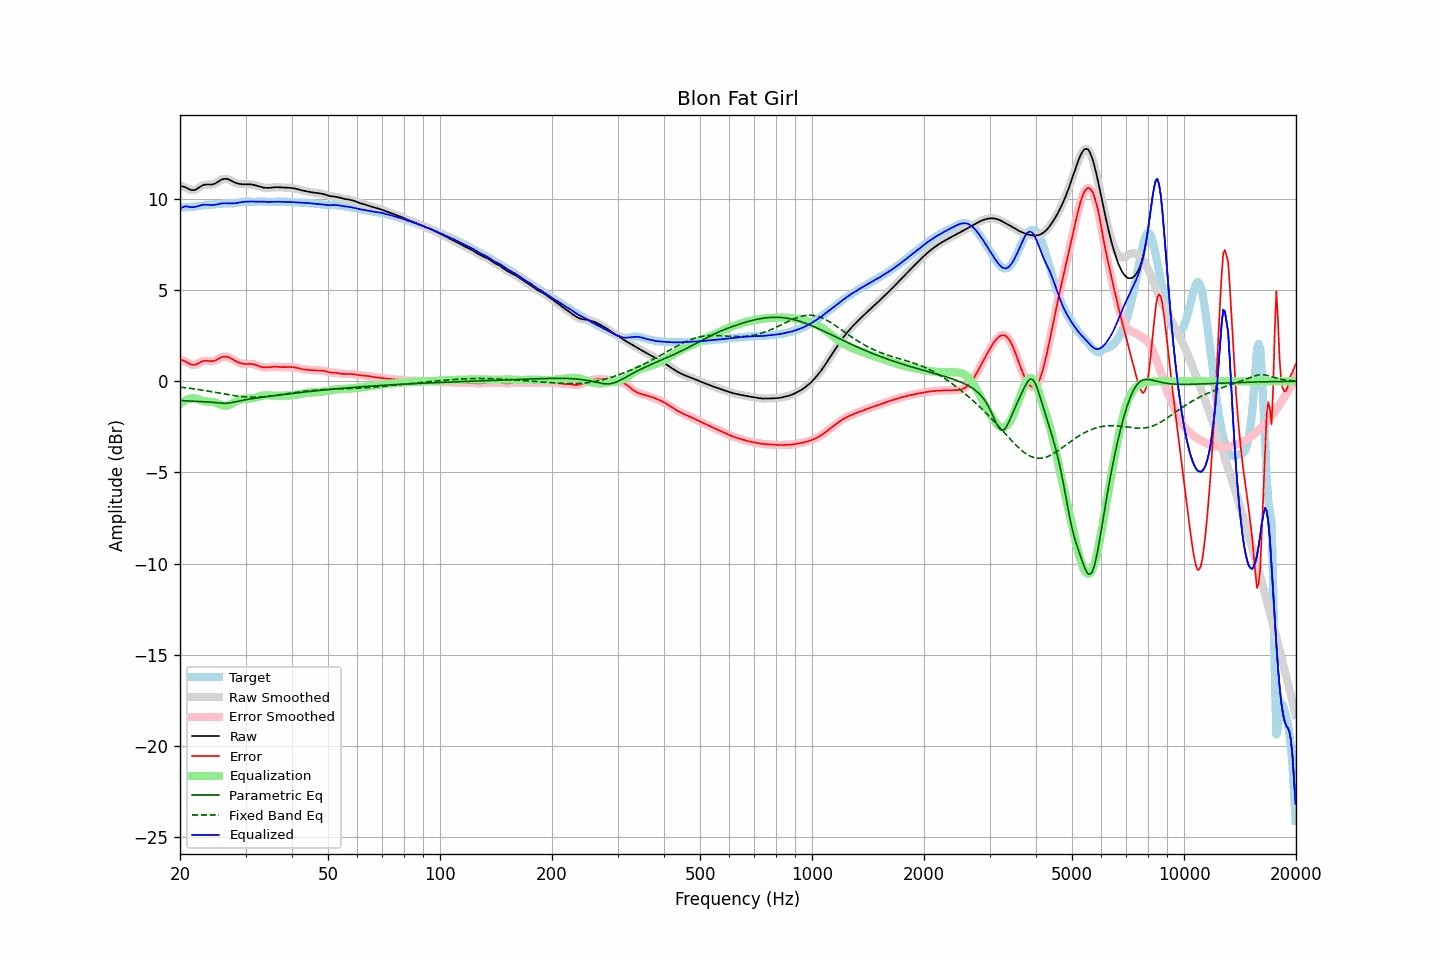 Blon Fat Girl
Amplitude (dBr)
10
5
0
−5
−10
−15
−20
−25
Target
Raw Smoothed
Error Smoothed
Raw
Error
Equalization
Parametric Eq
Fixed Band Eq
Equalized
20 50 100 200 500 1000 2000 5000 10000 20000
Frequency (Hz)